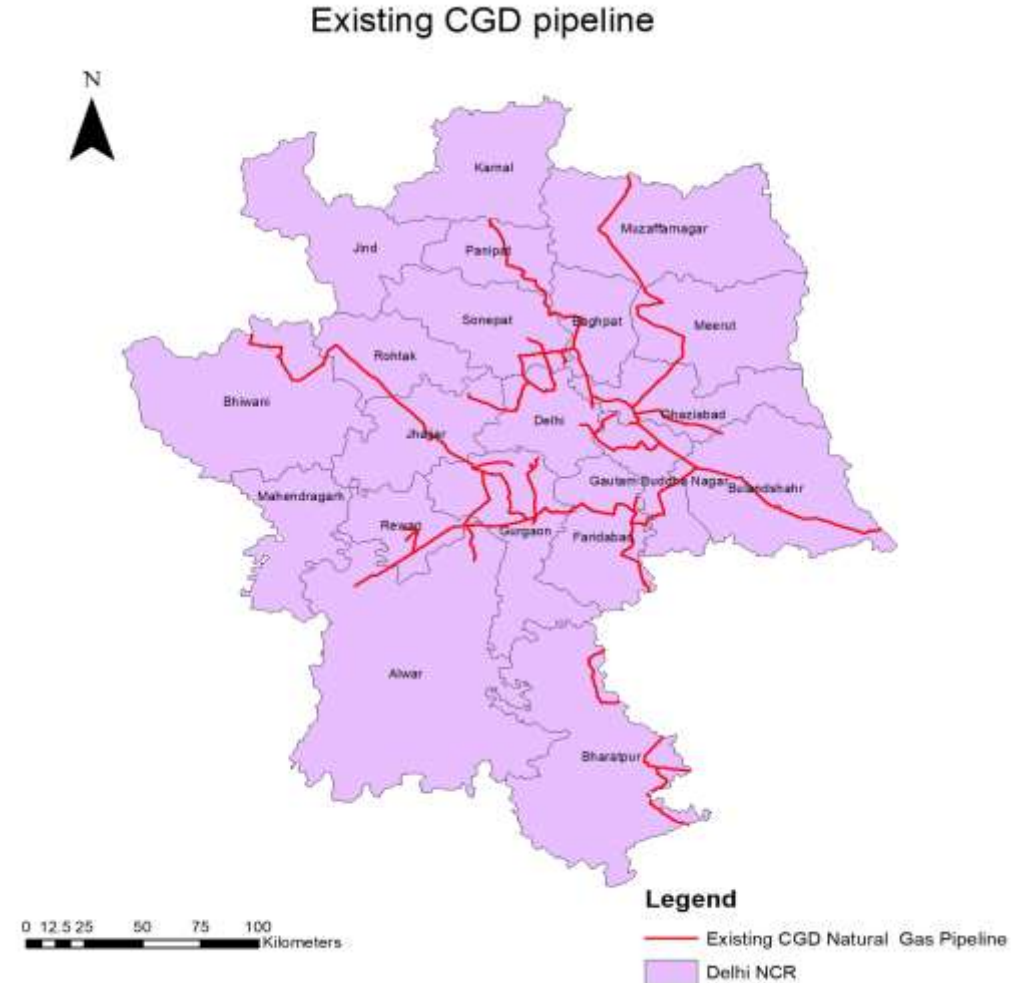 Existing CGD pipeline
N
Karnal
Muzaffarnagar
Jind
Panipat
Sonepat
Baghpat
Meerut
Rohtak
Bhiwani
Ghaziabad
Delhi
Jhajjar
Gautam Buddha Nagar
Bulandshahr
Mahendragarh
Rewari
Gurgaon
Faridabad
Alwar
Bharatpur
Legend
0 12.5 25 50 75 100
Kilometers
Existing CGD Natural Gas Pipeline
Delhi NCR